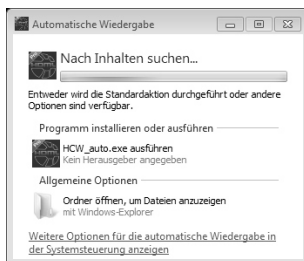 Automatische Wiedergabe
Nach Inhalten suchen...
Entweder wird die Standardaktion durchgeführt oder andere
Optionen sind verfügbar.
Programm installieren oder ausführen
HCW_auto.exe ausführen
Kein Herausgeber angegeben
Allgemeine Optionen
Ordner öffnen, um Dateien anzuzeigen
mit Windows-Explorer
Weitere Optionen für die automatische Wiedergabe in
der Systemsteuerung anzeigen